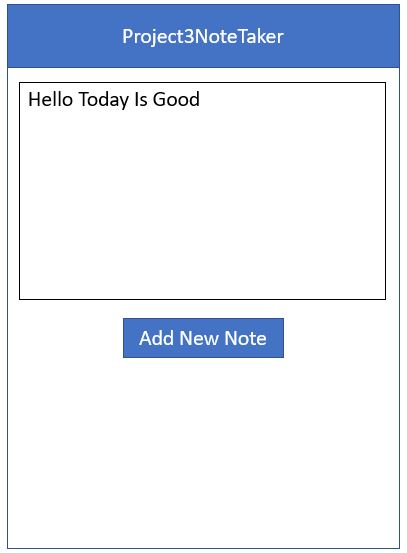 Project3NoteTaker
Hello Today Is Good
Add New Note